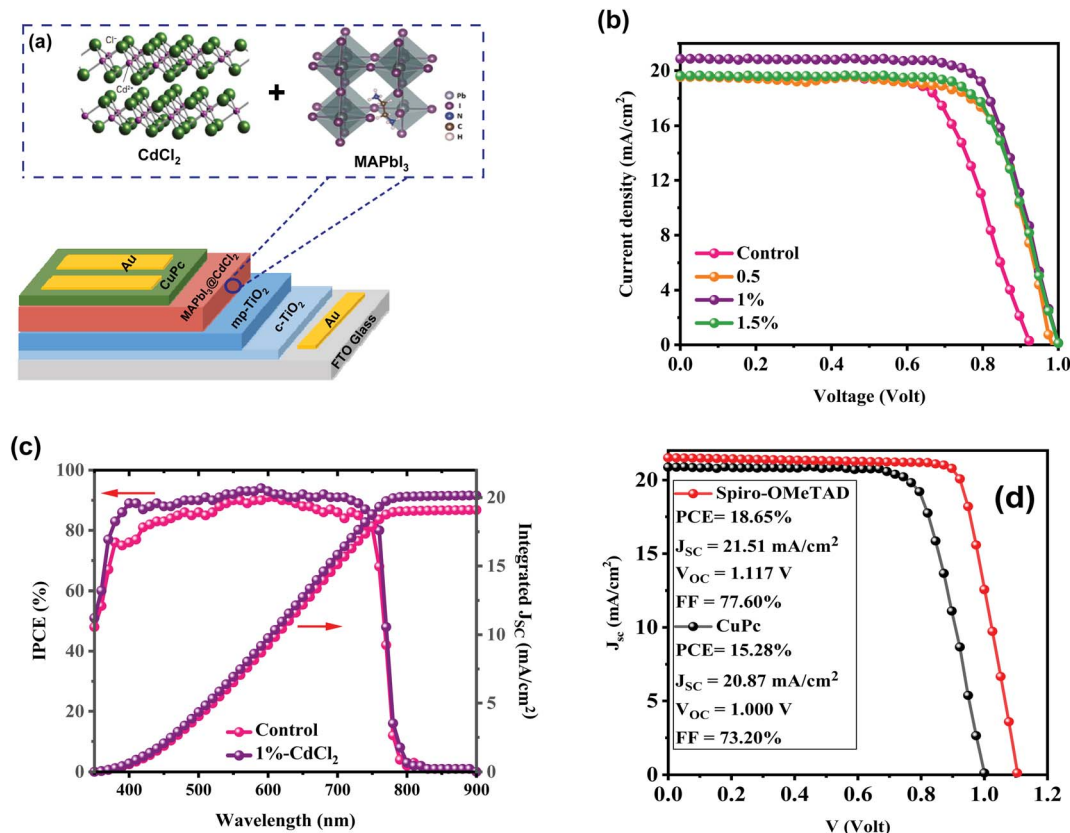 (a)
Cl⁻
Cd²⁺
CdCl₂
+
MAPbI₃
Pb
I
N
C
H
Au
CuPc
MAPbI₃@CdCl₂
mp-TiO₂
c-TiO₂
Au
FTO Glass
(b)
Current density (mA/cm²)
20
16
12
8
4
0
Control
0.5
1%
1.5%
0.0 0.2 0.4 0.6 0.8 1.0
Voltage (Volt)
(c)
IPCE (%)
100
80
60
40
20
0
Control
1%-CdCl₂
20
15
10
5
0
Integrated J_SC (mA/cm²)
400 500 600 700 800 900
Wavelength (nm)
(d)
J_sc (mA/cm²)
20
15
10
5
0
Spiro-OMeTAD
PCE= 18.65%
J_SC = 21.51 mA/cm²
V_OC = 1.117 V
FF = 77.60%
CuPc
PCE= 15.28%
J_SC = 20.87 mA/cm²
V_OC = 1.000 V
FF = 73.20%
0.0 0.2 0.4 0.6 0.8 1.0 1.2
V (Volt)